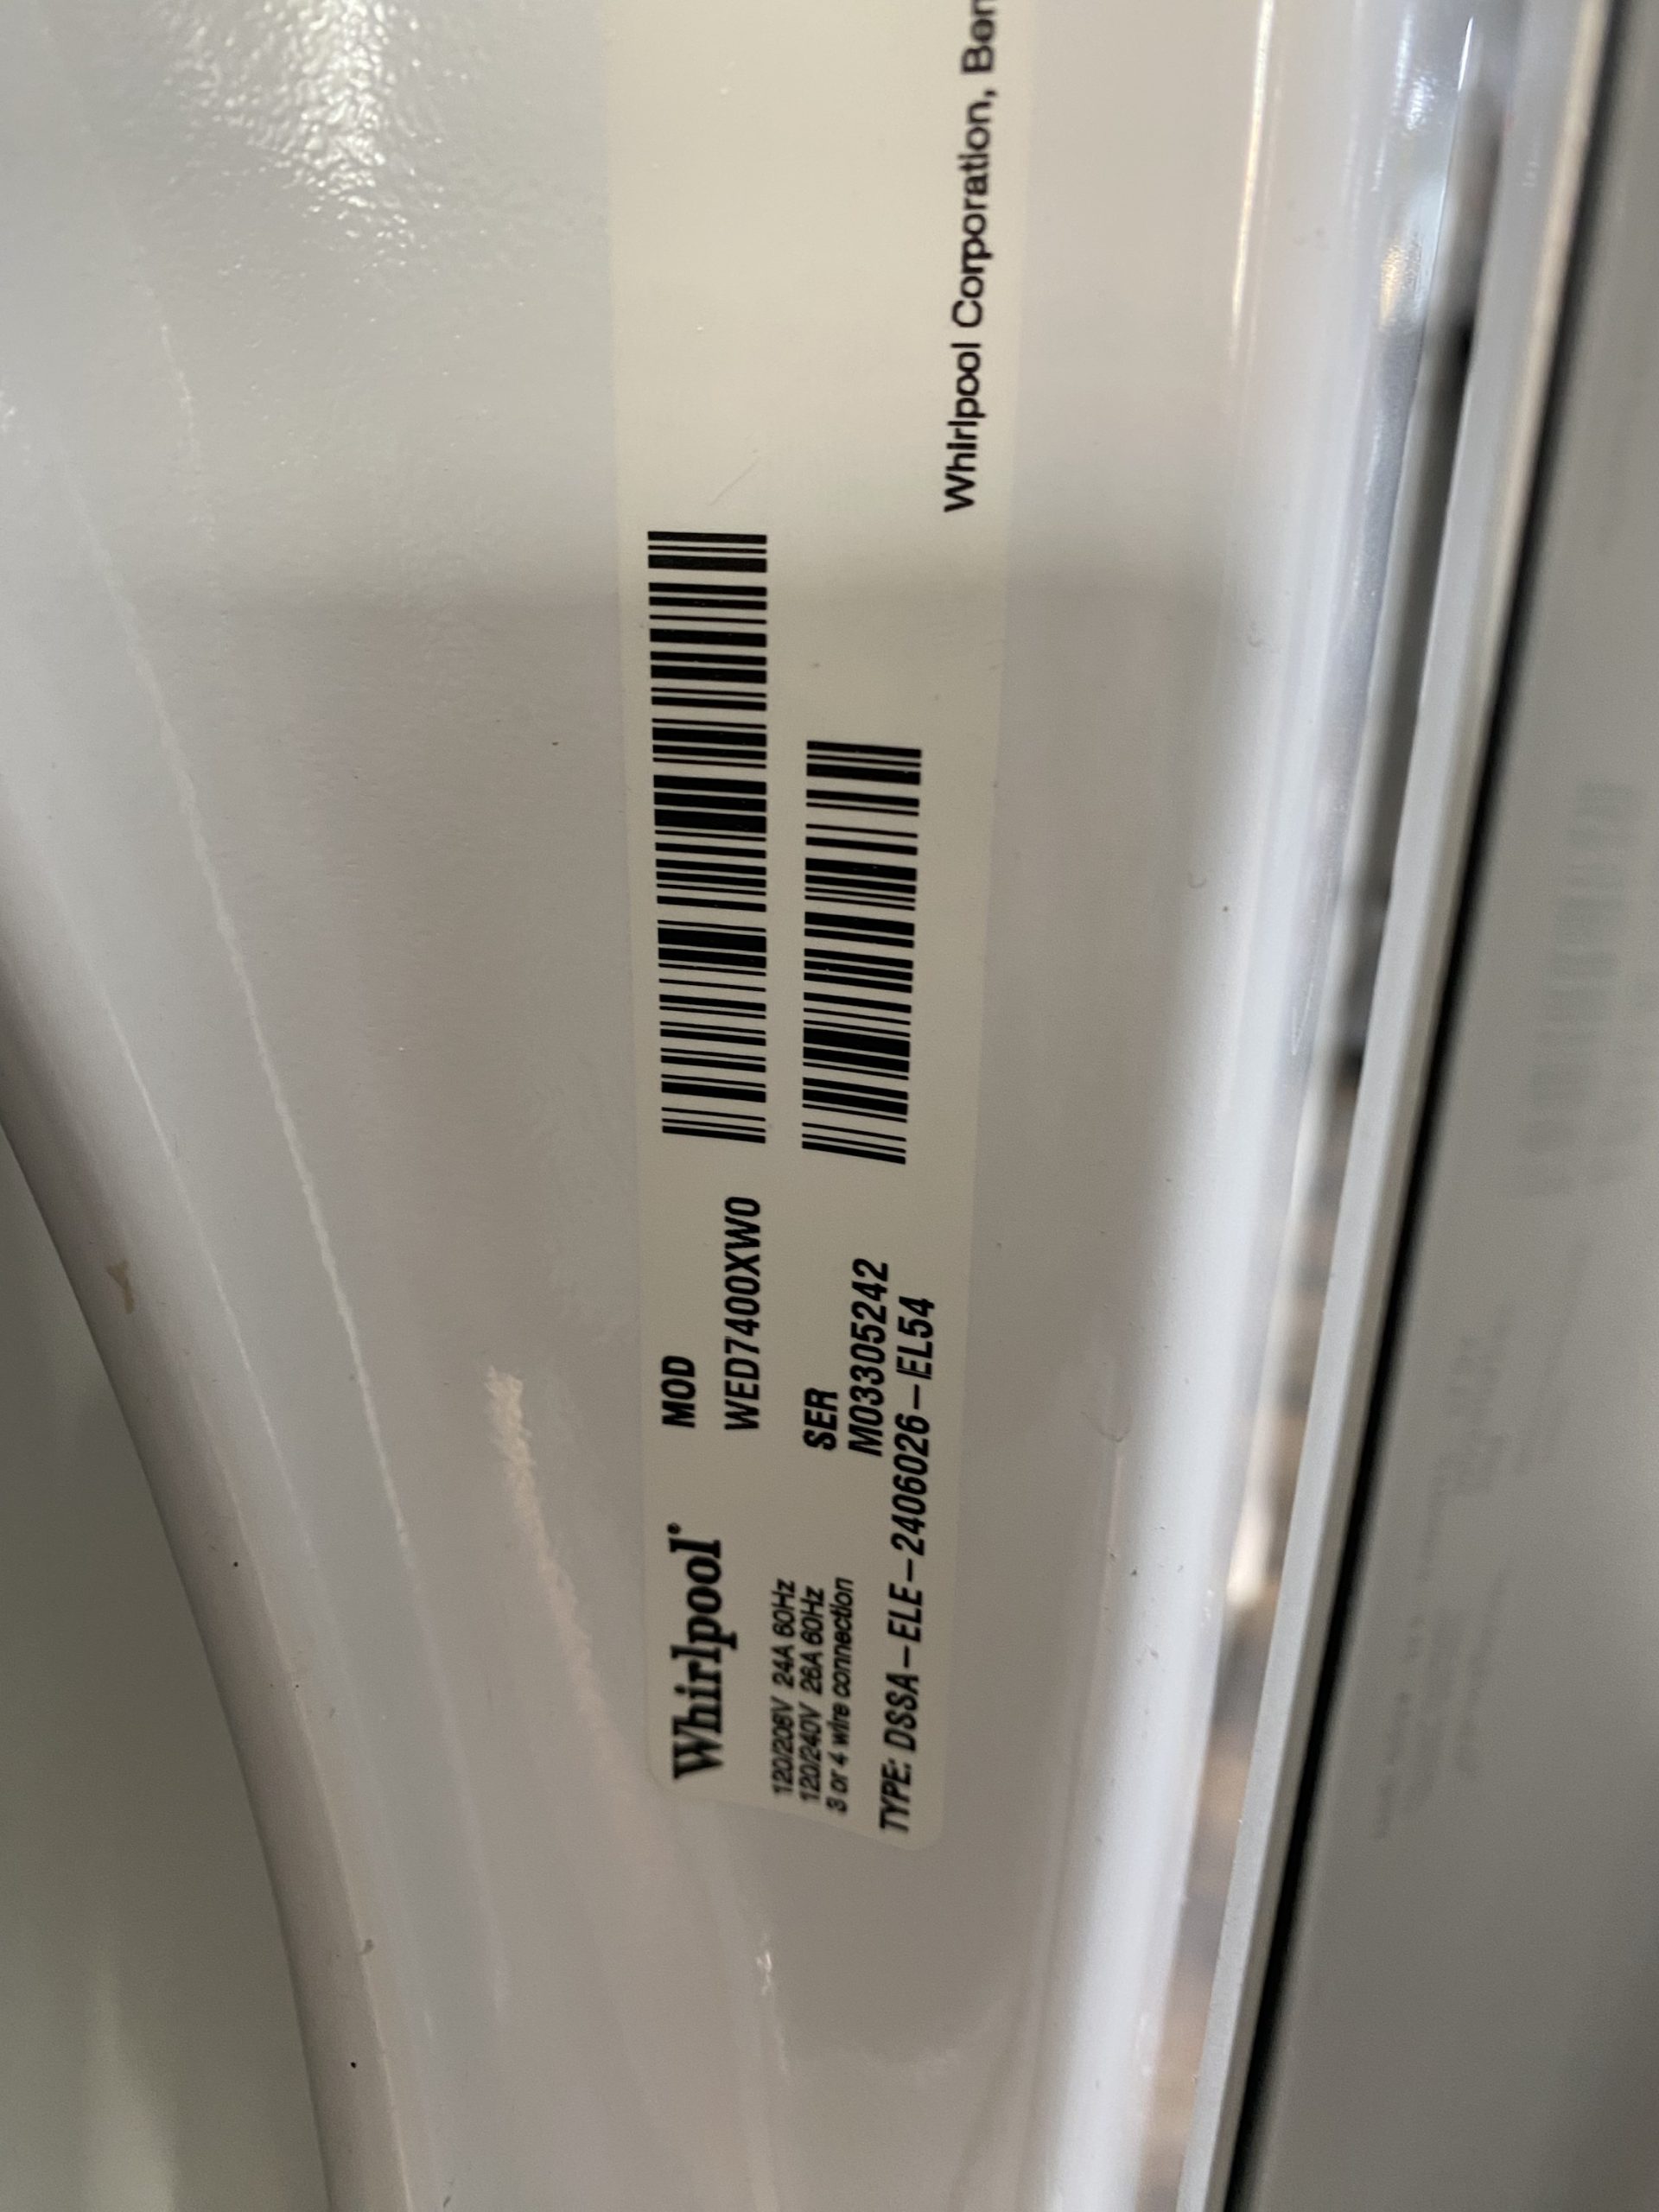 Whirlpool®
MOD
WED7400XW0
120/208V 24A 60Hz
120/240V 26A 60Hz
3 or 4 wire connection
SER
M03305242
TYPE: DSSA-ELE-2406026-EL54
Whirlpool Corporation,